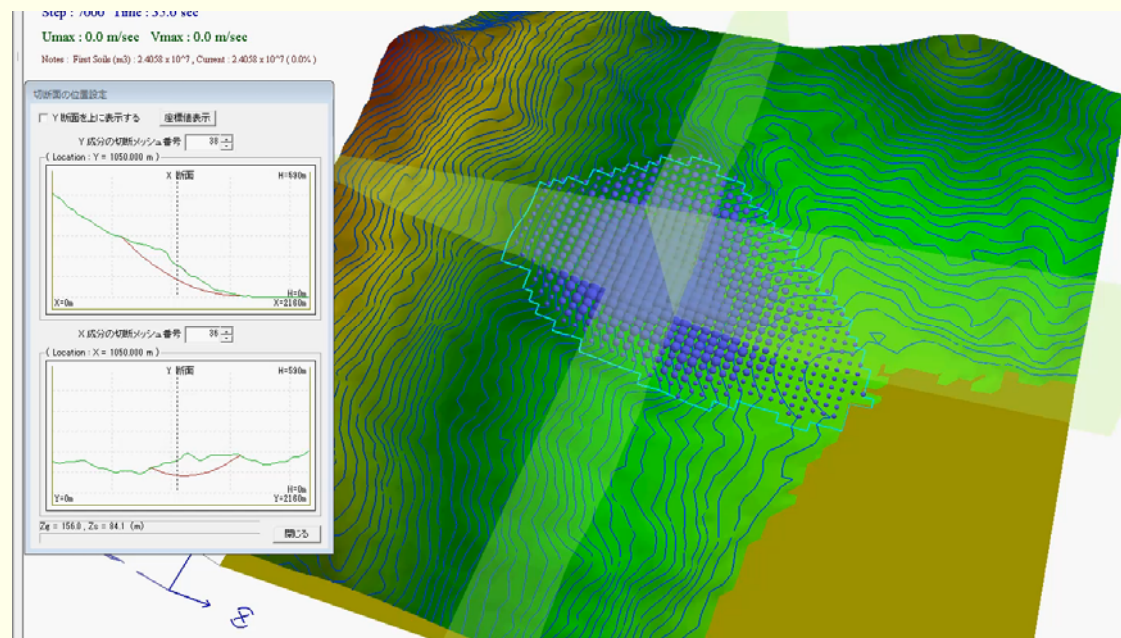 Step : 7000 Time : 35.0 sec
Umax : 0.0 m/sec Vmax : 0.0 m/sec
Notes : First Soils (m3) : 2.4058 x 10^7 , Current : 2.4058 x 10^7 ( 0.0% )
切断面の位置設定
Y 断面を上に表示する 座標値表示
Y 成分の切断メッシュ番号 36
( Location : Y = 1050.000 m )
X 断面 H=590m
H=0m
X=0m X=2160m
X 成分の切断メッシュ番号 36
( Location : X = 1050.000 m )
Y 断面 H=590m
H=0m
Y=0m Y=2160m
Zg = 156.0 , Zs = 84.1 (m)
閉じる